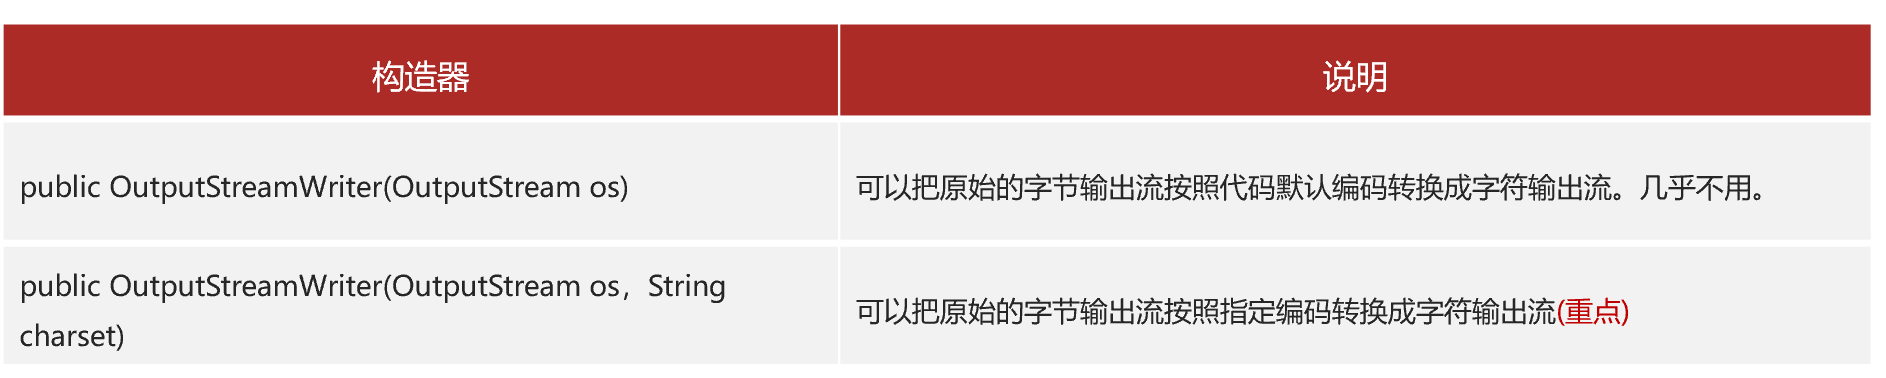 构造器
说明
public OutputStreamWriter(OutputStream os)
可以把原始的字节输出流按照代码默认编码转换成字符输出流。几乎不用。
public OutputStreamWriter(OutputStream os，String
charset)
可以把原始的字节输出流按照指定编码转换成字符输出流(重点)